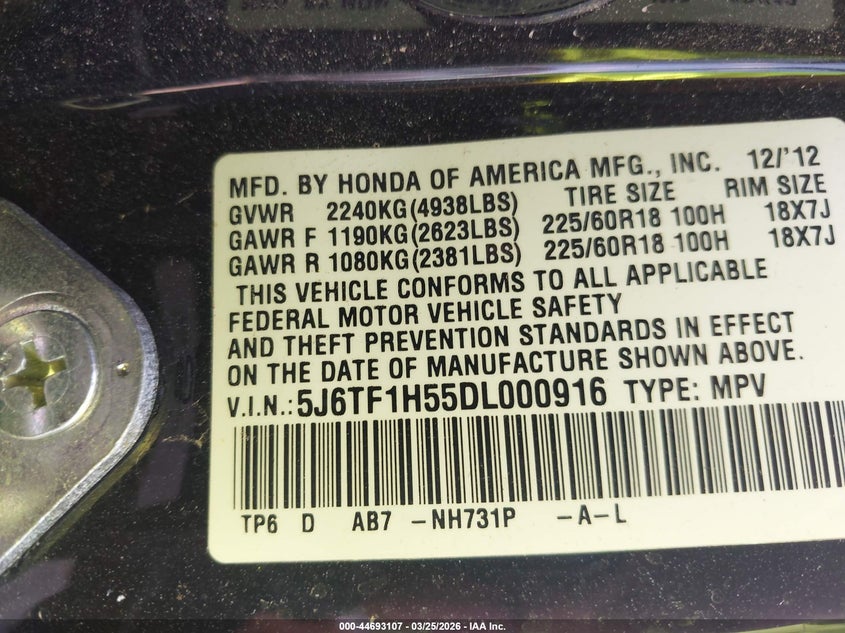 MFD. BY HONDA OF AMERICA MFG., INC. 12/'12
GVWR 2240KG(4938LBS) TIRE SIZE RIM SIZE
GAWR F 1190KG(2623LBS) 225/60R18 100H 18X7J
GAWR R 1080KG(2381LBS) 225/60R18 100H 18X7J
THIS VEHICLE CONFORMS TO ALL APPLICABLE
FEDERAL MOTOR VEHICLE SAFETY
AND THEFT PREVENTION STANDARDS IN EFFECT
ON THE DATE OF MANUFACTURE SHOWN ABOVE.
V.I.N.: 5J6TF1H55DL000916 TYPE: MPV
TP6 D AB7 -NH731P -A-L
000-44693107 - 03/25/2026 - IAA Inc.